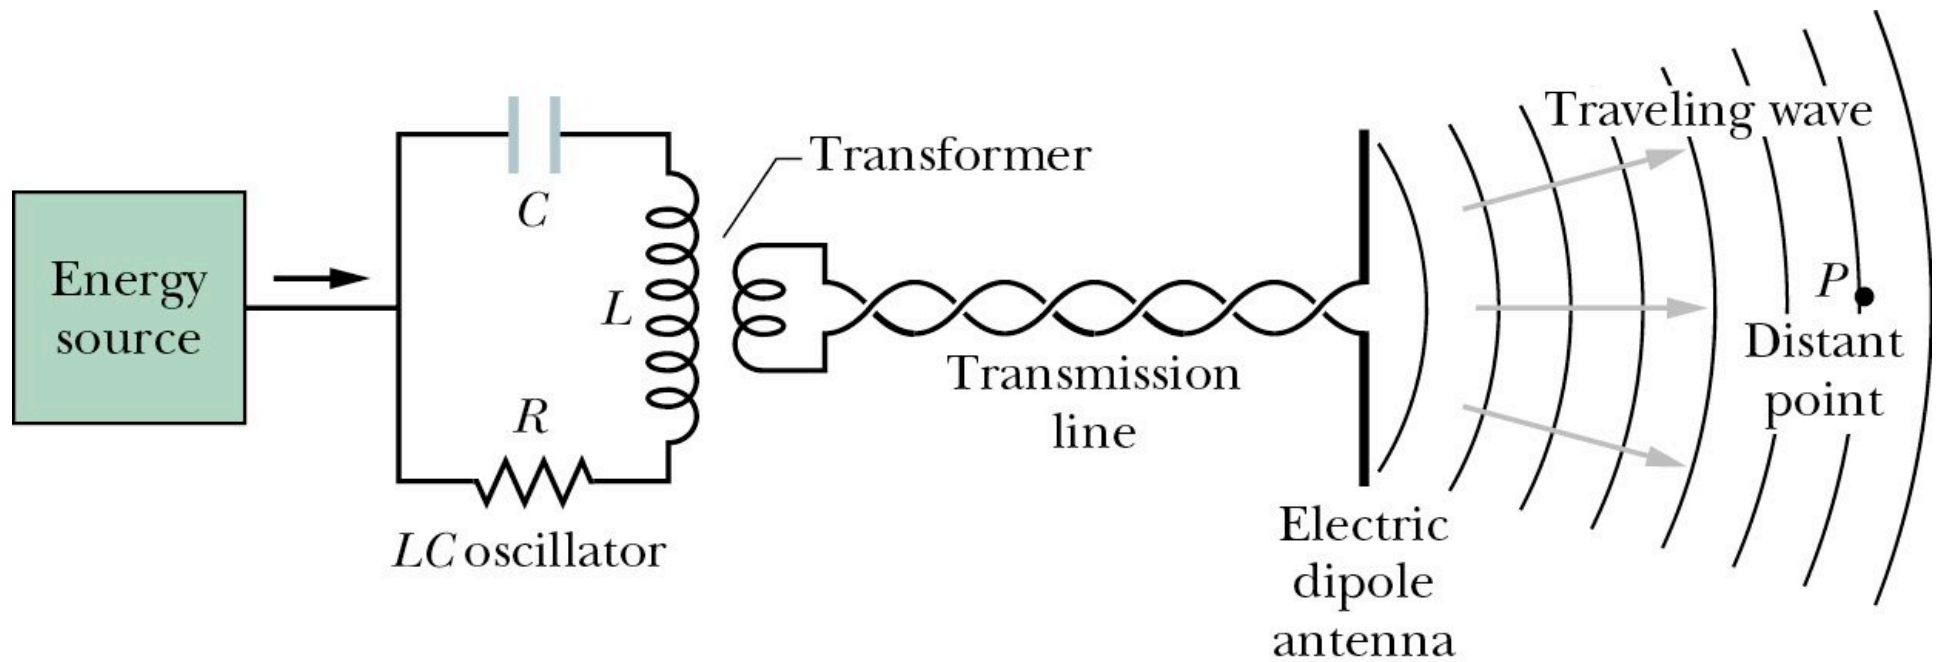 Energy
source
C
L
R
LC oscillator
Transformer
Transmission
line
Electric
dipole
antenna
Traveling wave
P
Distant
point